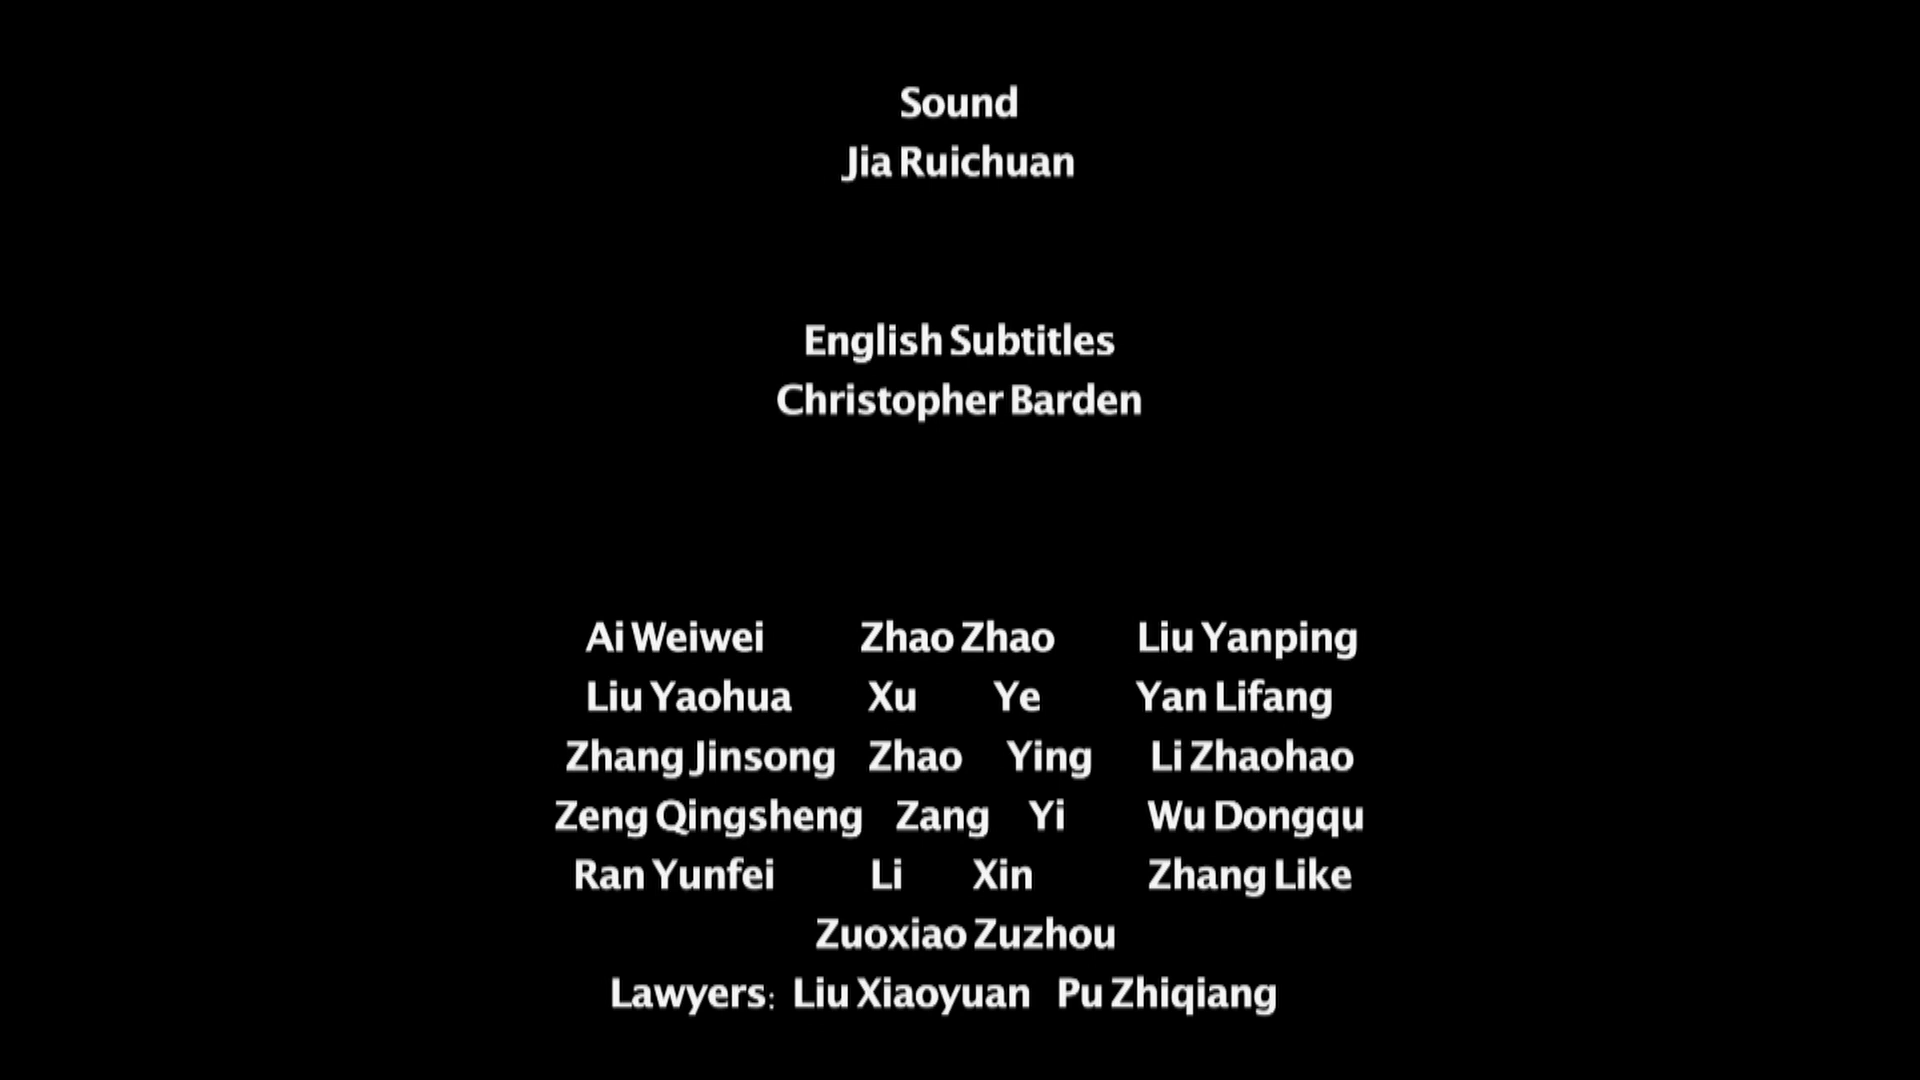 Sound
Jia Ruichuan
English Subtitles
Christopher Barden
Ai Weiwei Zhao Zhao Liu Yanping
Liu Yaohua Xu Ye Yan Lifang
Zhang Jinsong Zhao Ying Li Zhaohao
Zeng Qingsheng Zang Yi Wu Dongqu
Ran Yunfei Li Xin Zhang Like
Zuoxiao Zuzhou
Lawyers: Liu Xiaoyuan Pu Zhiqiang